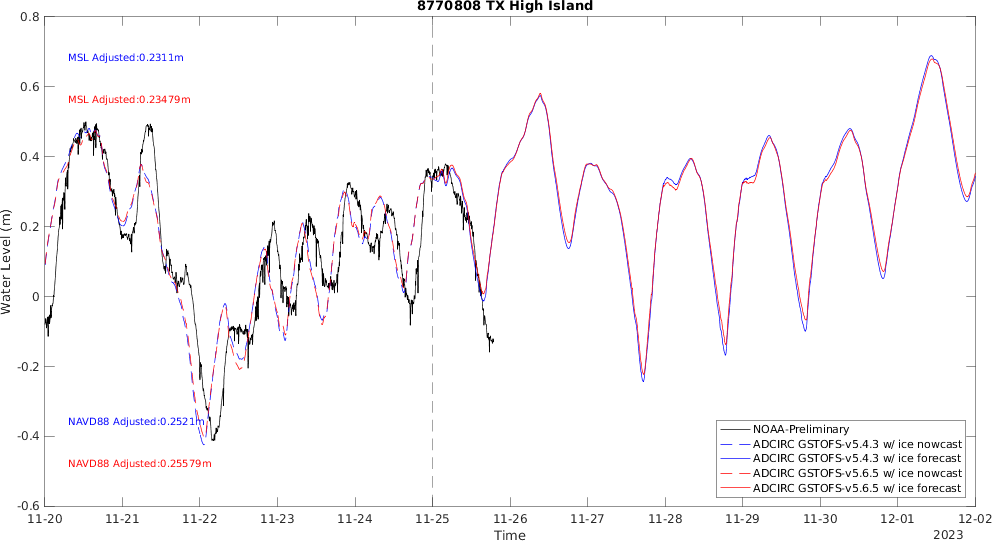 8770808 TX High Island
0.8
MSL Adjusted:0.2311m
0.6
MSL Adjusted:0.23479m
0.4
0.2
Water Level (m)
0
-0.2
NAVD88 Adjusted:0.2521m
-0.4
NAVD88 Adjusted:0.25579m
-0.6
NOAA-Preliminary
ADCIRC GSTOFS-v5.4.3 w/ ice nowcast
ADCIRC GSTOFS-v5.4.3 w/ ice forecast
ADCIRC GSTOFS-v5.6.5 w/ ice nowcast
ADCIRC GSTOFS-v5.6.5 w/ ice forecast
11-20 11-21 11-22 11-23 11-24 11-25 11-26 11-27 11-28 11-29 11-30 12-01 12-02
Time
2023